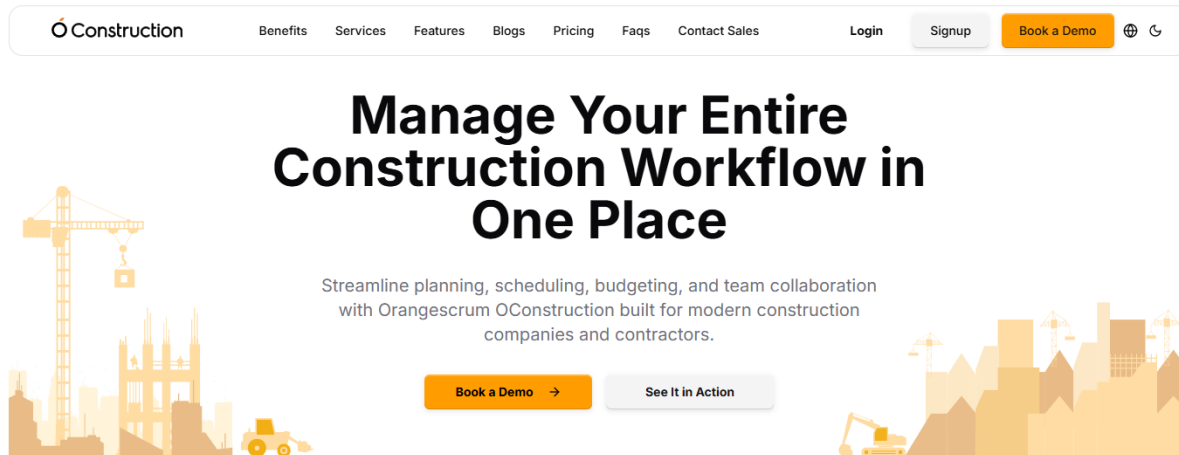 Ó Construction
Benefits Services Features Blogs Pricing Faqs Contact Sales Login Signup Book a Demo
Manage Your Entire
Construction Workflow in
One Place
Streamline planning, scheduling, budgeting, and team collaboration
with Orangescrum OConstruction built for modern construction
companies and contractors.
Book a Demo → See It in Action